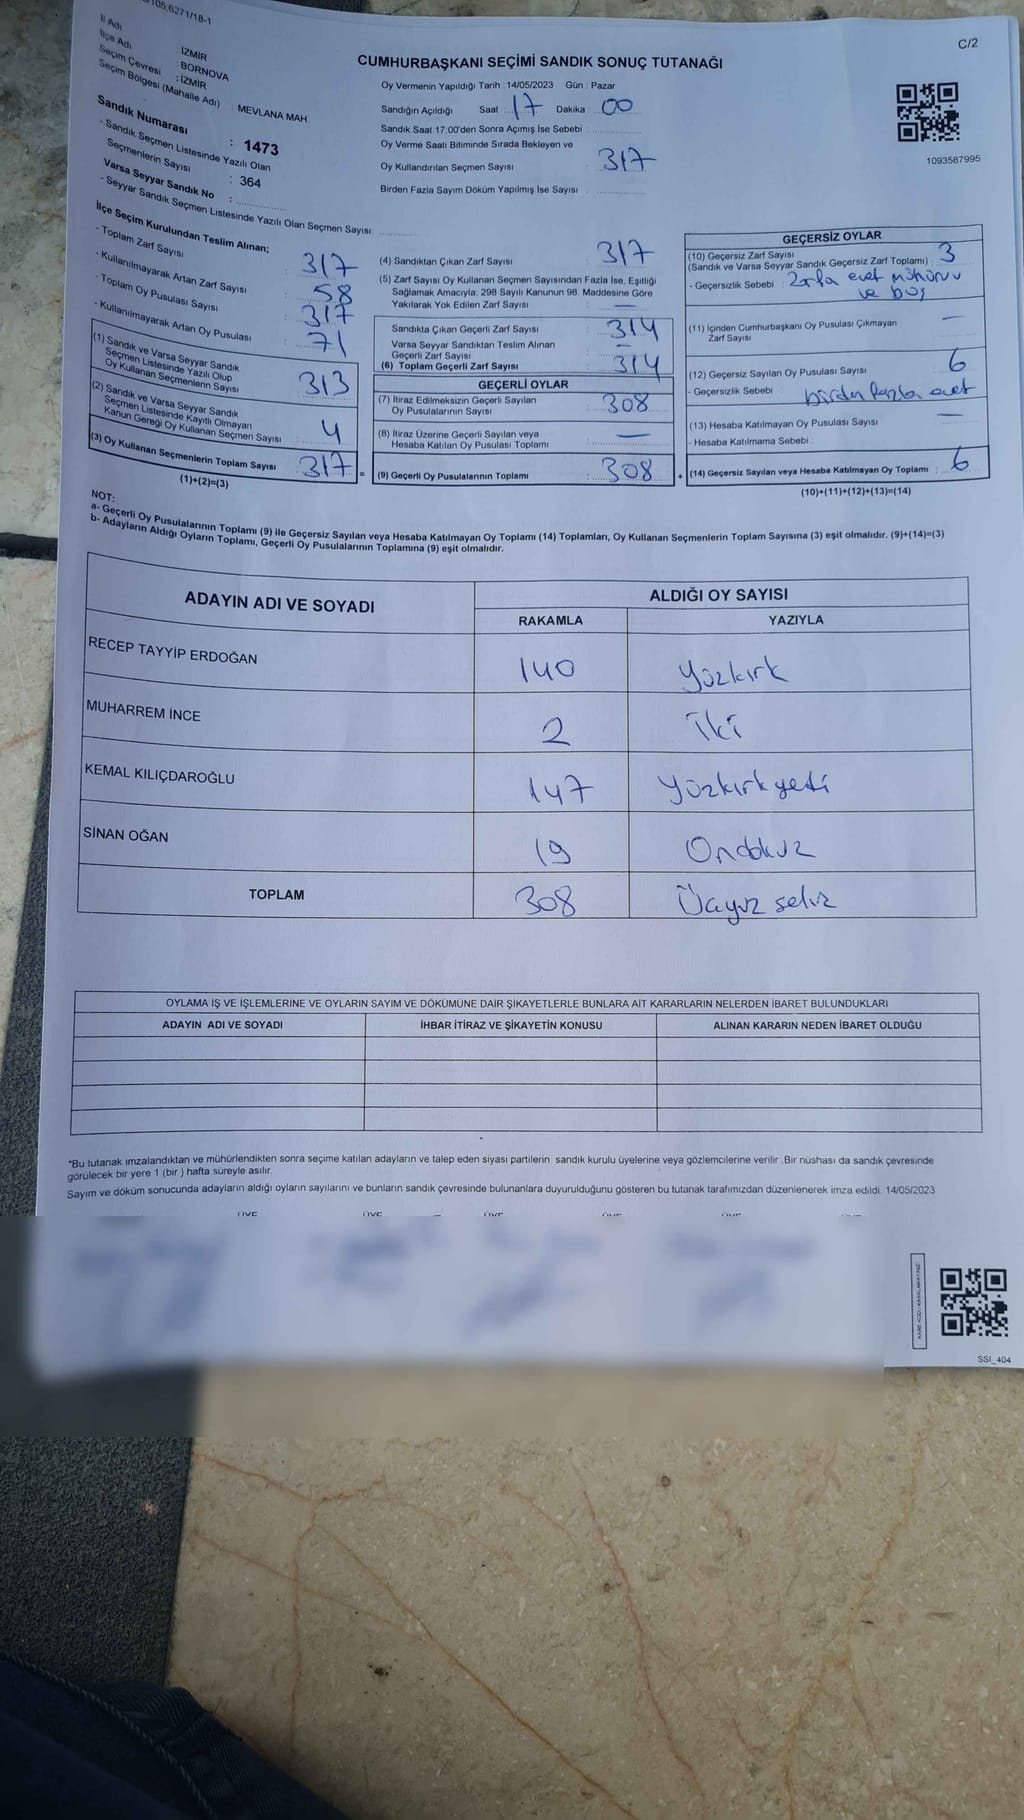 105.6271/18-1
C/2
İl Adı : İZMİR
İlçe Adı : BORNOVA
Seçim Çevresi : İZMİR
Seçim Bölgesi (Mahalle Adı) : MEVLANA MAH.
Sandık Numarası : 1473
- Sandık Seçmen Listesinde Yazılı Olan
Seçmenlerin Sayısı : 364
Varsa Seyyar Sandık No :
- Seyyar Sandık Seçmen Listesinde Yazılı Olan Seçmen Sayısı:
CUMHURBAŞKANI SEÇİMİ SANDIK SONUÇ TUTANAĞI
Oy Vermenin Yapıldığı Tarih : 14/05/2023 Gün : Pazar
Sandığın Açıldığı Saat : 17 Dakika : 00
Sandık Saat 17:00'den Sonra Açımış İse Sebebi :
Oy Verme Saati Bitiminde Sırada Bekleyen ve
Oy Kullandırılan Seçmen Sayısı : 317
Birden Fazla Sayım Döküm Yapılmış İse Sayısı :
1093587995
İlçe Seçim Kurulundan Teslim Alınan;
- Toplam Zarf Sayısı : 317
- Kullanılmayarak Artan Zarf Sayısı : 58
- Toplam Oy Pusulası Sayısı : 317
- Kullanılmayarak Artan Oy Pusulası : 71
(1) Sandık ve Varsa Seyyar Sandık
Seçmen Listesinde Yazılı Olup
Oy Kullanan Seçmenlerin Sayısı : 313
(2) Sandık ve Varsa Seyyar Sandık
Seçmen Listesinde Kayıtlı Olmayan
Kanun Gereği Oy Kullanan Seçmen Sayısı : 4
(3) Oy Kullanan Seçmenlerin Toplam Sayısı : 317 =
(1)+(2)=(3)
(4) Sandıktan Çıkan Zarf Sayısı : 317
(5) Zarf Sayısı Oy Kullanan Seçmen Sayısından Fazla İse, Eşitliği
Sağlamak Amacıyla, 298 Sayılı Kanunun 98. Maddesine Göre
Yakılarak Yok Edilen Zarf Sayısı : —
Sandıkta Çıkan Geçerli Zarf Sayısı : 314
Varsa Seyyar Sandıktan Teslim Alınan
Geçerli Zarf Sayısı : —
(6) Toplam Geçerli Zarf Sayısı : 314
GEÇERLİ OYLAR
(7) İtiraz Edilmeksizin Geçerli Sayılan
Oy Pusulalarının Sayısı : 308
(8) İtiraz Üzerine Geçerli Sayılan veya
Hesaba Katılan Oy Pusulası Toplamı : —
(9) Geçerli Oy Pusulalarının Toplamı : 308 +
GEÇERSİZ OYLAR
(10) Geçersiz Zarf Sayısı
(Sandık ve Varsa Seyyar Sandık Geçersiz Zarf Toplamı) : 3
- Geçersizlik Sebebi : Zarfa evet mühürü
ve boş
(11) İçinden Cumhurbaşkanı Oy Pusulası Çıkmayan
Zarf Sayısı : —
(12) Geçersiz Sayılan Oy Pusulası Sayısı : 6
- Geçersizlik Sebebi : birden fazla evet
(13) Hesaba Katılmayan Oy Pusulası Sayısı : —
- Hesaba Katılmama Sebebi :
(14) Geçersiz Sayılan veya Hesaba Katılmayan Oy Toplamı : 6
(10)+(11)+(12)+(13)=(14)
NOT:
a- Geçerli Oy Pusulalarının Toplamı (9) ile Geçersiz Sayılan veya Hesaba Katılmayan Oy Toplamı (14) Toplamları, Oy Kullanan Seçmenlerin Toplam Sayısına (3) eşit olmalıdır. (9)+(14)=(3)
b- Adayların Aldığı Oyların Toplamı, Geçerli Oy Pusulalarının Toplamına (9) eşit olmalıdır.
ADAYIN ADI VE SOYADI ALDIĞI OY SAYISI
RAKAMLA YAZIYLA
RECEP TAYYİP ERDOĞAN 140 Yüzkırk
MUHARREM İNCE 2 İki
KEMAL KILIÇDAROĞLU 147 Yüzkırkyedi
SİNAN OĞAN 19 Ondokuz
TOPLAM 308 Üçyüz sekiz
OYLAMA İŞ VE İŞLEMLERİNE VE OYLARIN SAYIM VE DÖKÜMÜNE DAİR ŞİKAYETLERLE BUNLARA AİT KARARLARIN NELERDEN İBARET BULUNDUKLARI
ADAYIN ADI VE SOYADI İHBAR İTİRAZ VE ŞİKAYETİN KONUSU ALINAN KARARIN NEDEN İBARET OLDUĞU
*Bu tutanak imzalandıktan ve mühürlendikten sonra seçime katılan adayların ve talep eden siyasi partilerin sandık kurulu üyelerine veya gözlemcilerine verilir. Bir nüshası da sandık çevresinde
görülecek bir yere 1 (bir) hafta süreyle asılır.
Sayım ve döküm sonucunda adayların aldığı oyların sayılarını ve bunların sandık çevresinde bulunanlara duyurulduğunu gösteren bu tutanak tarafımızdan düzenlenerek imza edildi. 14/05/2023
ÜYE ÜYE ÜYE ÜYE ÜYE ÜYE
SSI_404